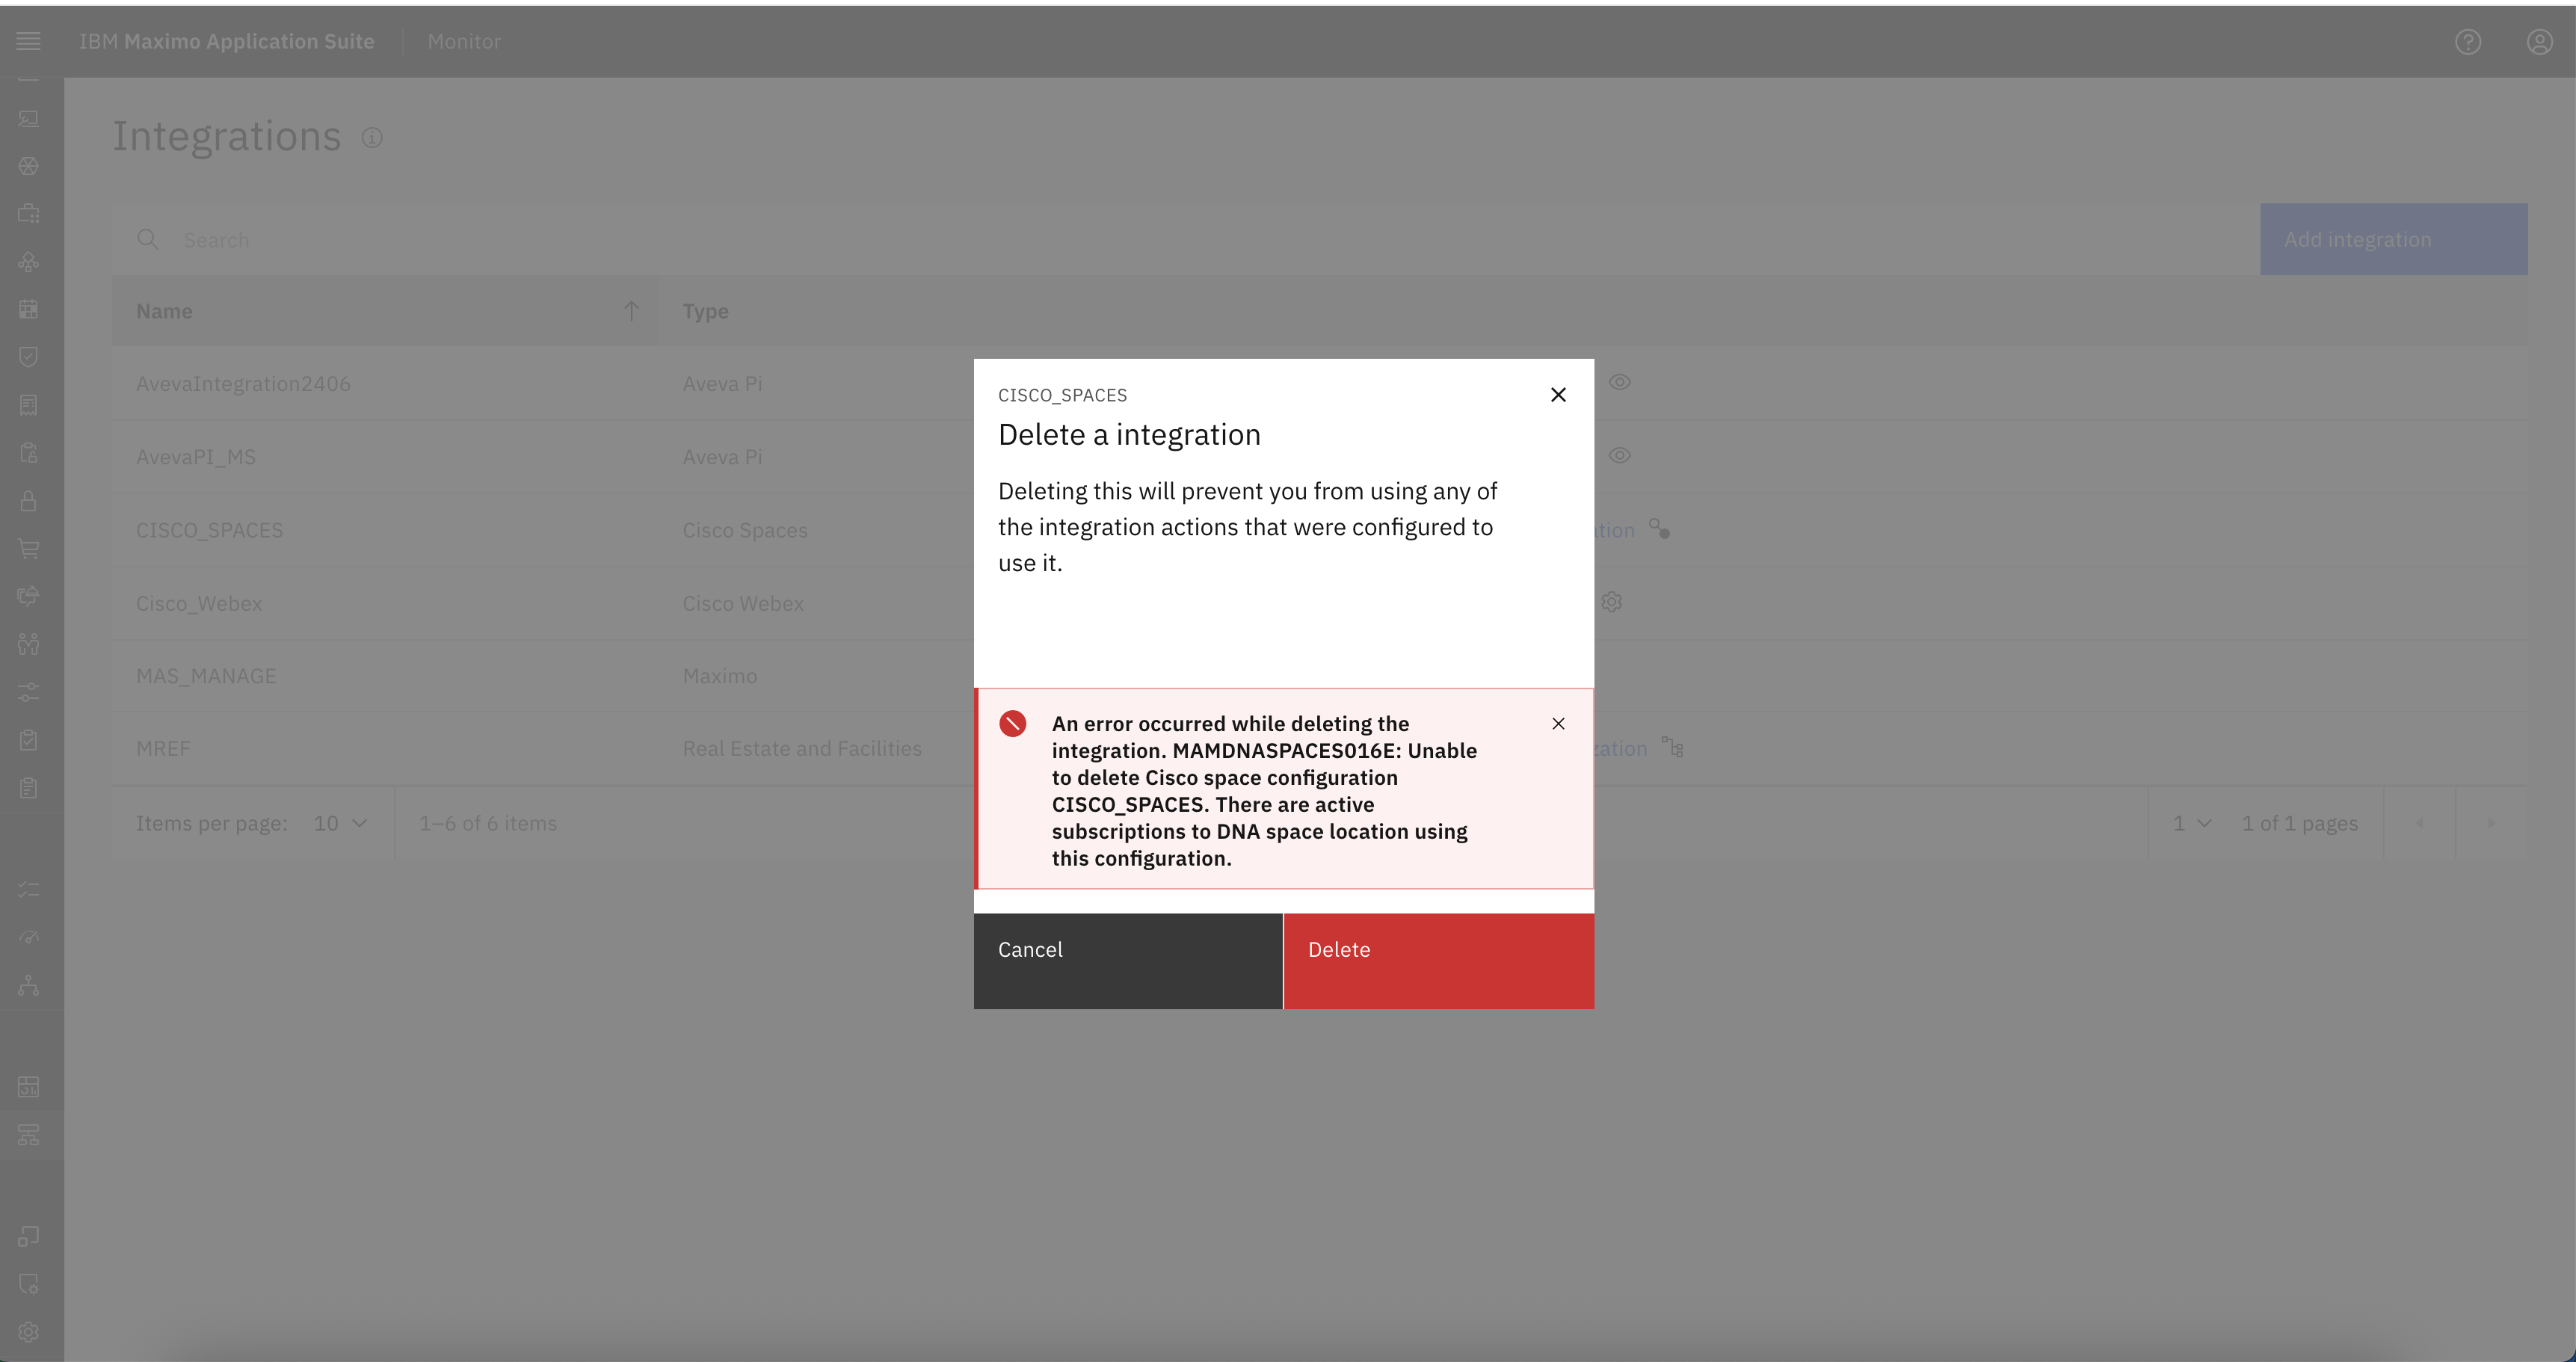 IBM Maximo Application Suite Monitor
Integrations
Search
Add integration
Name Type
AvevaIntegration2406 Aveva Pi
AvevaPI_MS Aveva Pi
CISCO_SPACES Cisco Spaces
Cisco_Webex Cisco Webex
MAS_MANAGE Maximo
MREF Real Estate and Facilities
Items per page: 10 1–6 of 6 items 1 1 of 1 pages
CISCO_SPACES
Delete a integration
Deleting this will prevent you from using any of
the integration actions that were configured to
use it.
An error occurred while deleting the
integration. MAMDNASPACES016E: Unable
to delete Cisco space configuration
CISCO_SPACES. There are active
subscriptions to DNA space location using
this configuration.
Cancel Delete